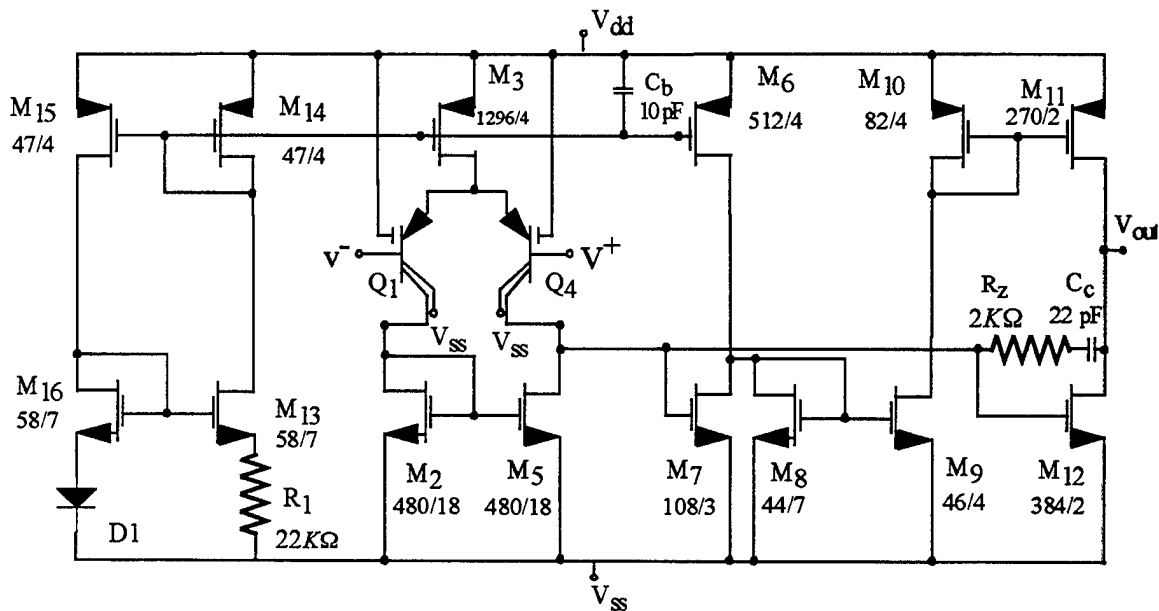 Vdd
M15
47/4
M14
47/4
M3
1296/4
Cb
10pF
M6
512/4
M10
82/4
M11
270/2
Vout
v-
Q1
V+
Q4
Vss
Vss
Rz
2KΩ
Cc
22 pF
M16
58/7
M13
58/7
D1
R1
22KΩ
M2
480/18
M5
480/18
M7
108/3
M8
44/7
M9
46/4
M12
384/2
Vss